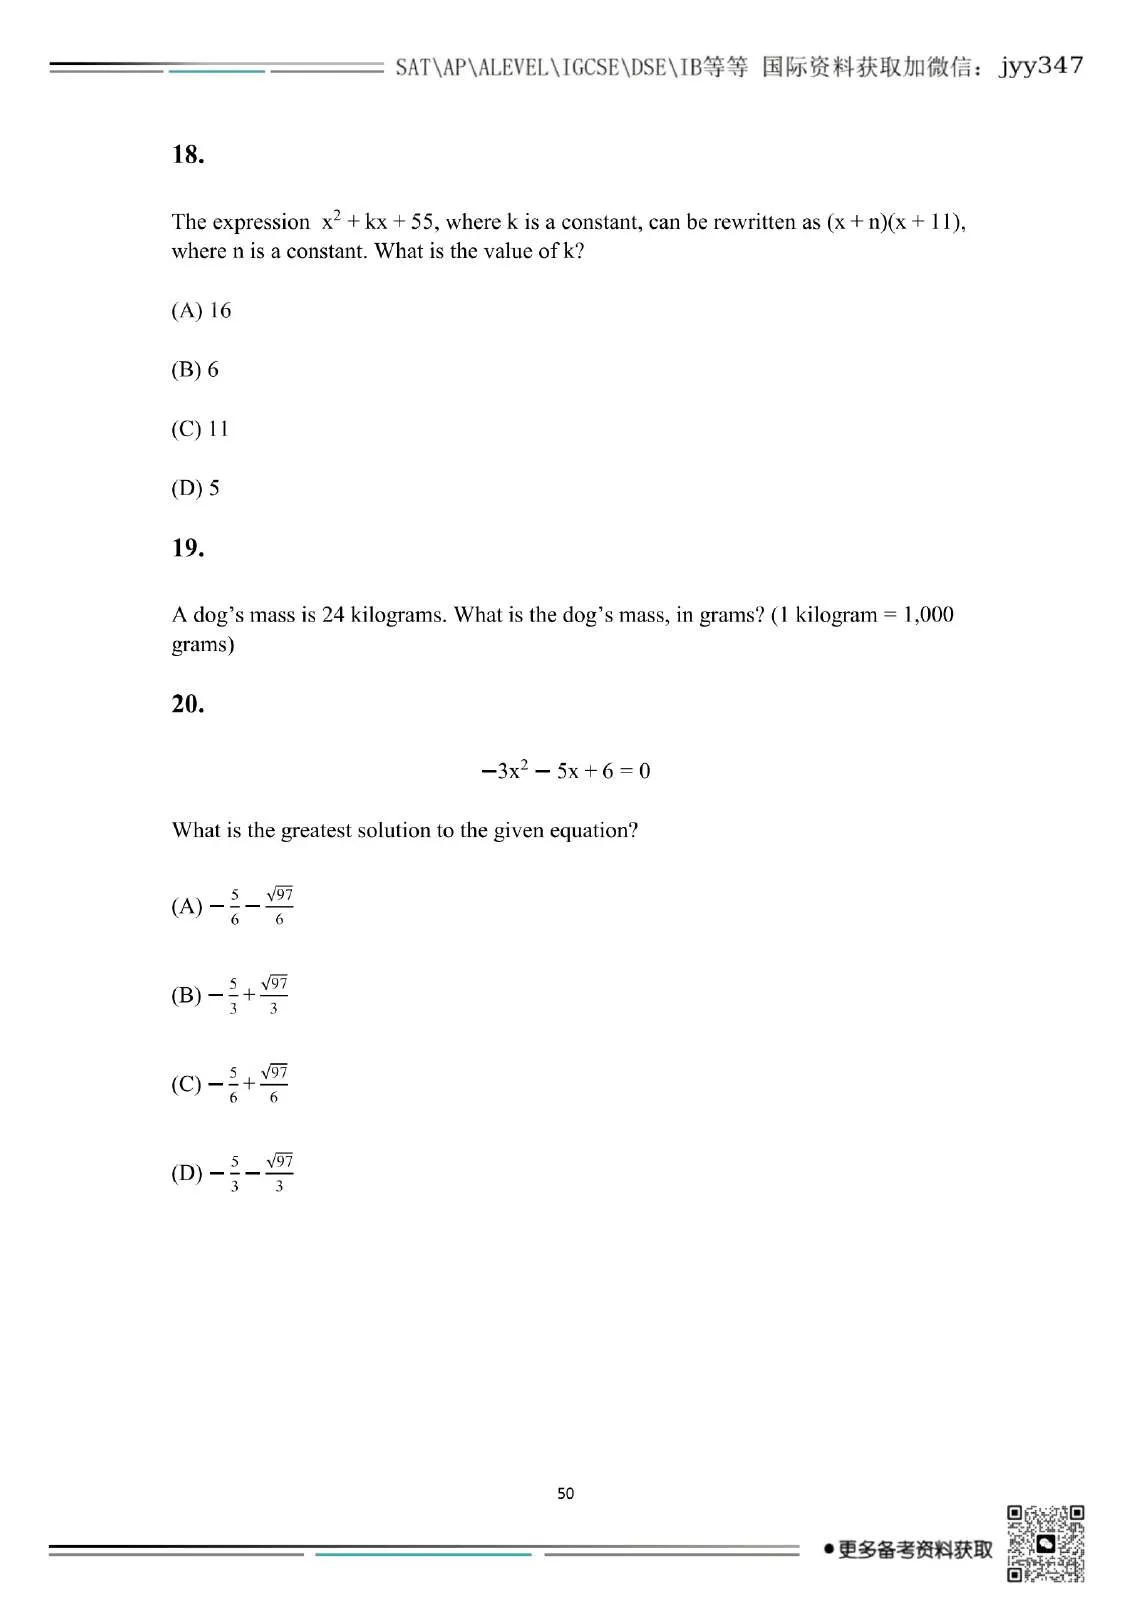 SAT\AP\ALEVEL\IGCSE\DSE\IB等等 国际资料获取加微信：jyy347
18.
The expression x² + kx + 55, where k is a constant, can be rewritten as (x + n)(x + 11),
where n is a constant. What is the value of k?
(A) 16
(B) 6
(C) 11
(D) 5
19.
A dog’s mass is 24 kilograms. What is the dog’s mass, in grams? (1 kilogram = 1,000
grams)
20.
−3x² − 5x + 6 = 0
What is the greatest solution to the given equation?
(A) −5/6 − √97/6
(B) −5/3 + √97/3
(C) −5/6 + √97/6
(D) −5/3 − √97/3
50
●更多备考资料获取